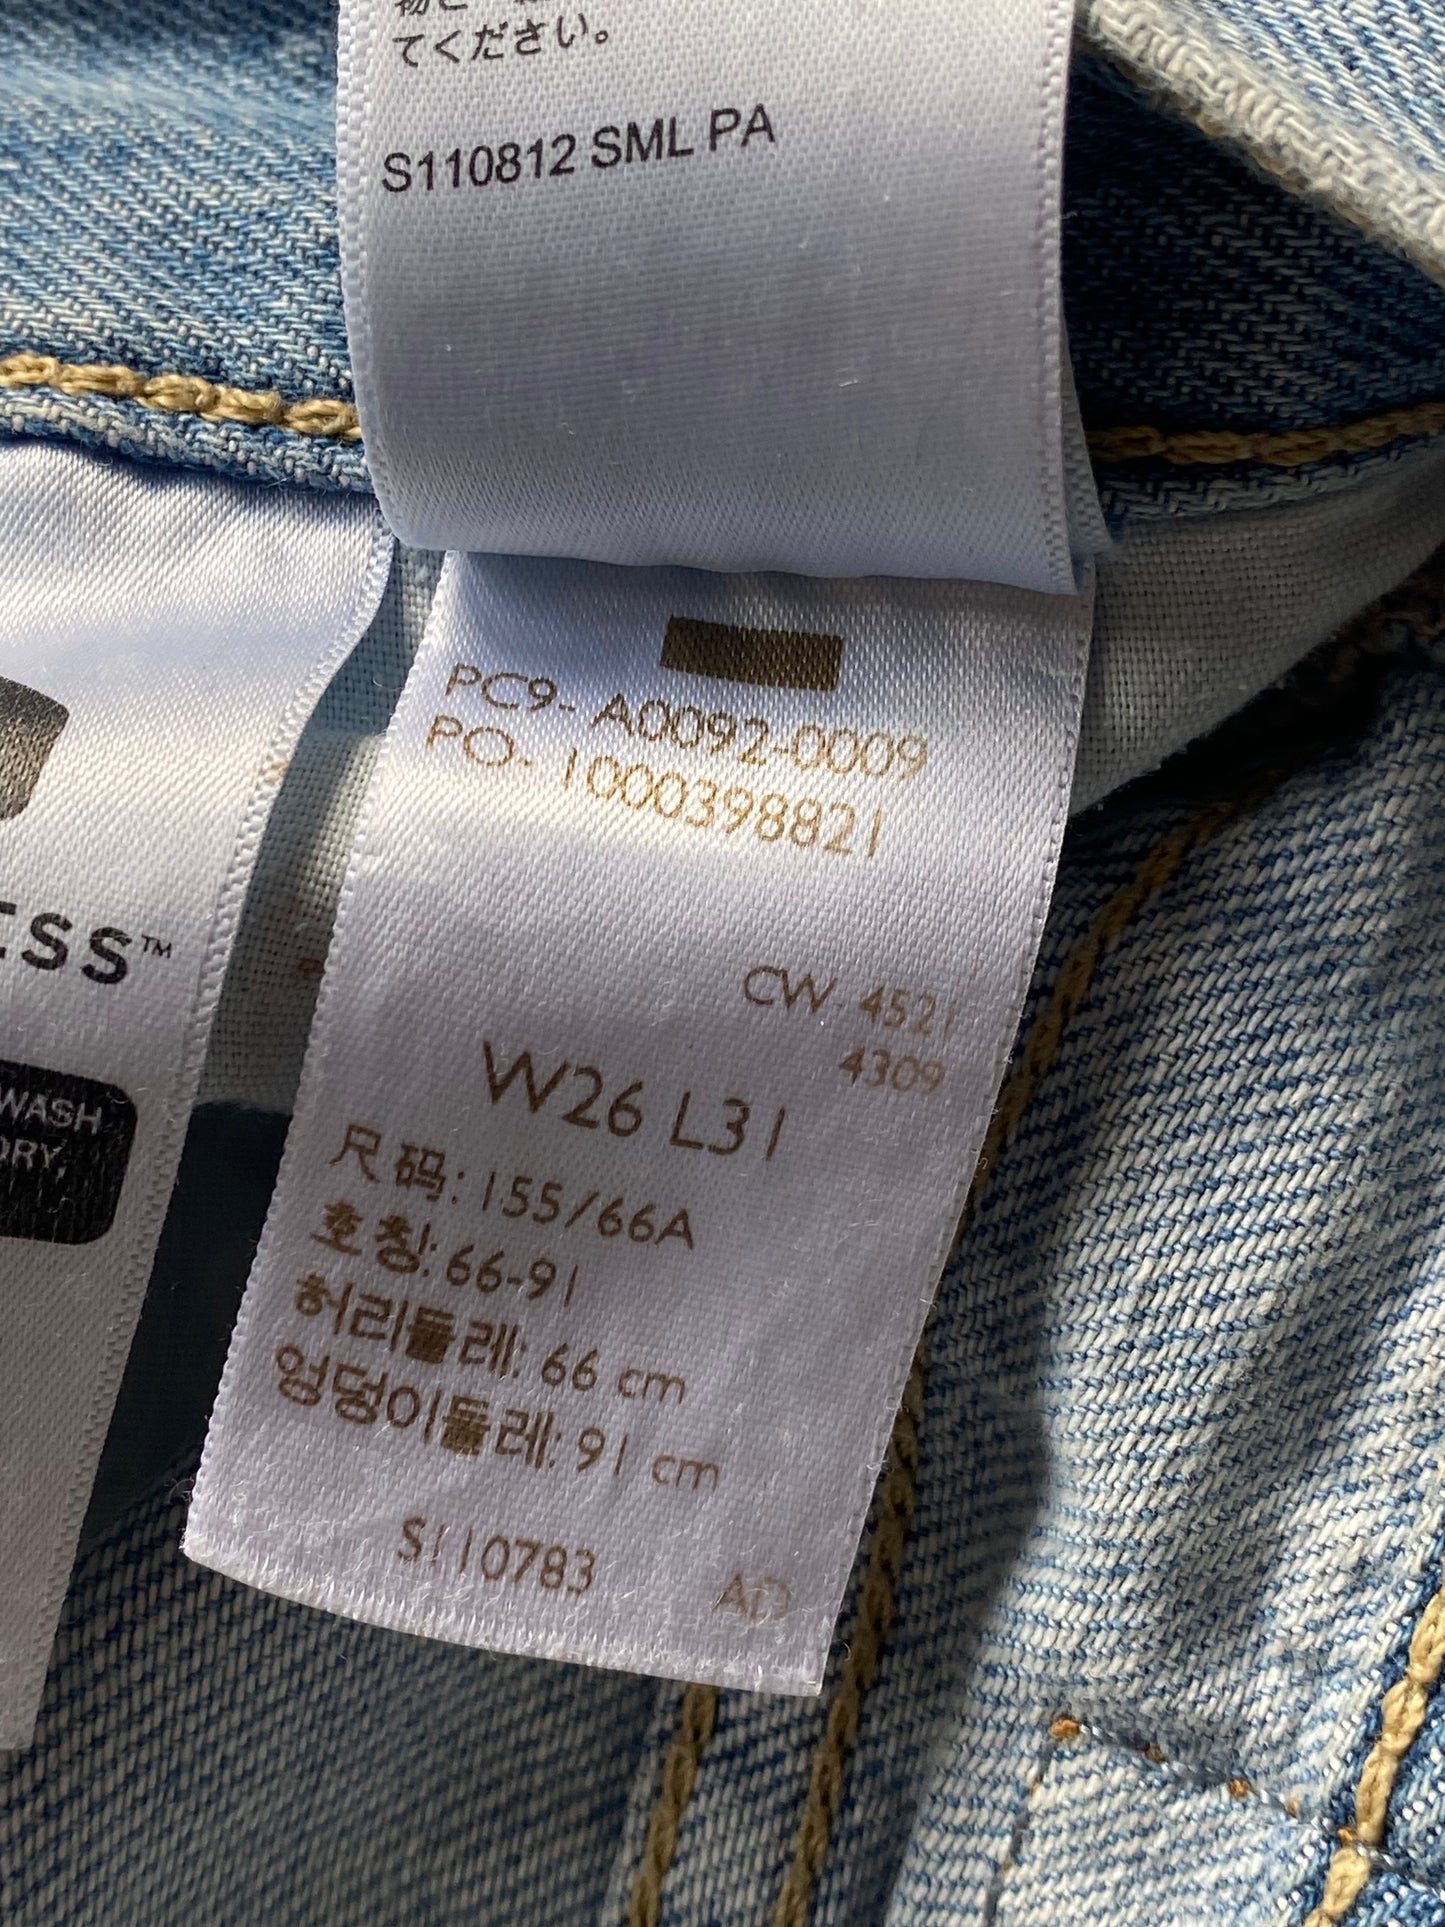 てください。
S110812 SML PA
PC9- A0092-0009
PO- 1000398821
CW- 4521
4309
W26 L31
尺码: 155/66A
호칭: 66-91
허리둘레: 66 cm
엉덩이둘레: 91 cm
S110783
AD
ESS™
WASH
DRY,